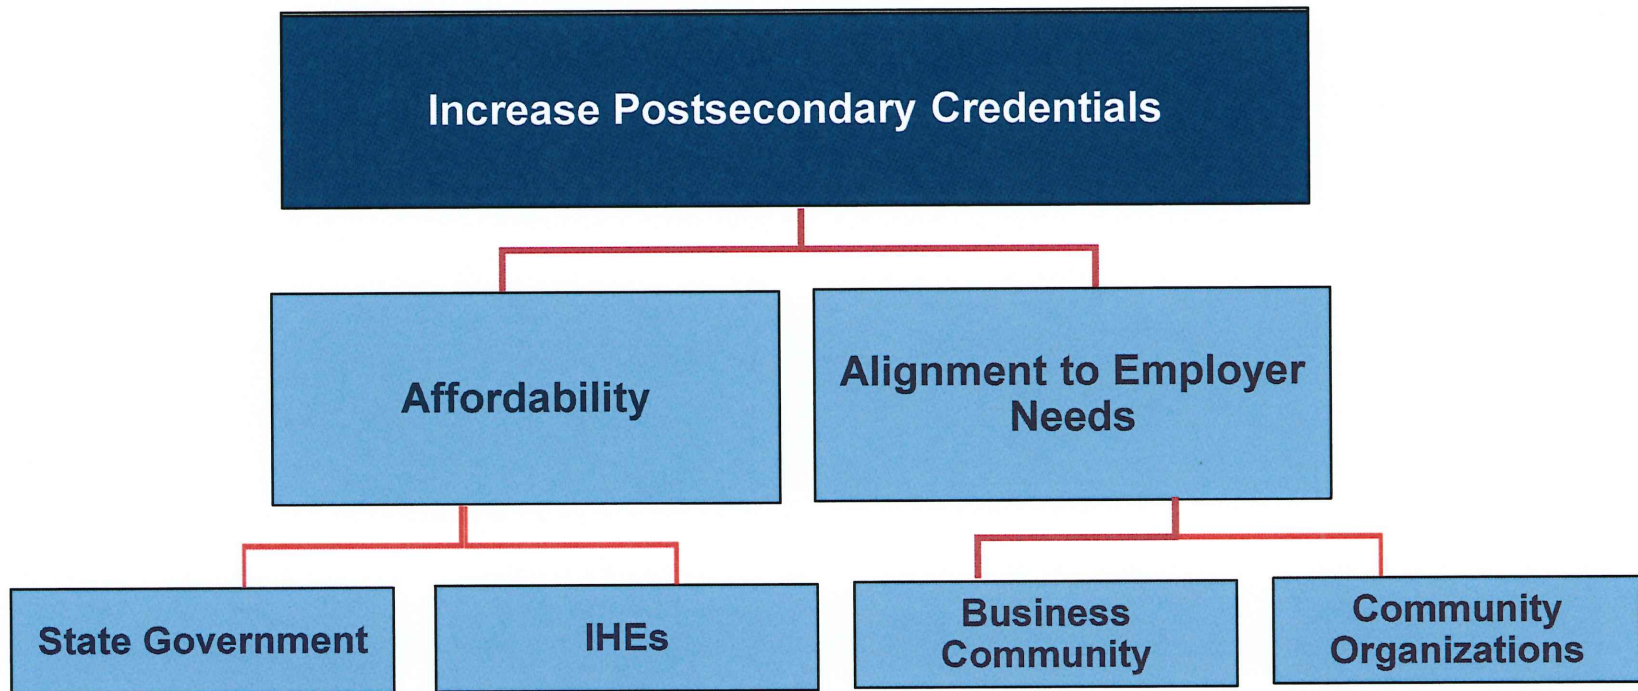 Increase Postsecondary Credentials
Affordability
Alignment to Employer
Needs
State Government
IHEs
Business
Community
Community
Organizations